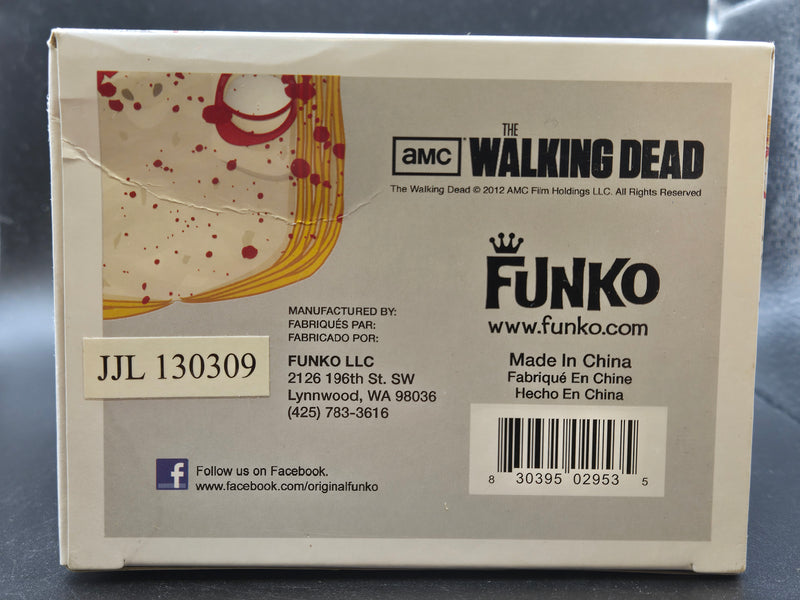 THE
amc WALKING DEAD
The Walking Dead © 2012 AMC Film Holdings LLC. All Rights Reserved
FUNKO
www.funko.com
MANUFACTURED BY:
FABRIQUÉS PAR:
FABRICADO POR:
FUNKO LLC
2126 196th St. SW
Lynnwood, WA 98036
(425) 783-3616
JJL 130309
Made In China
Fabriqué En Chine
Hecho En China
8 30395 02953 5
f
Follow us on Facebook.
www.facebook.com/originalfunko